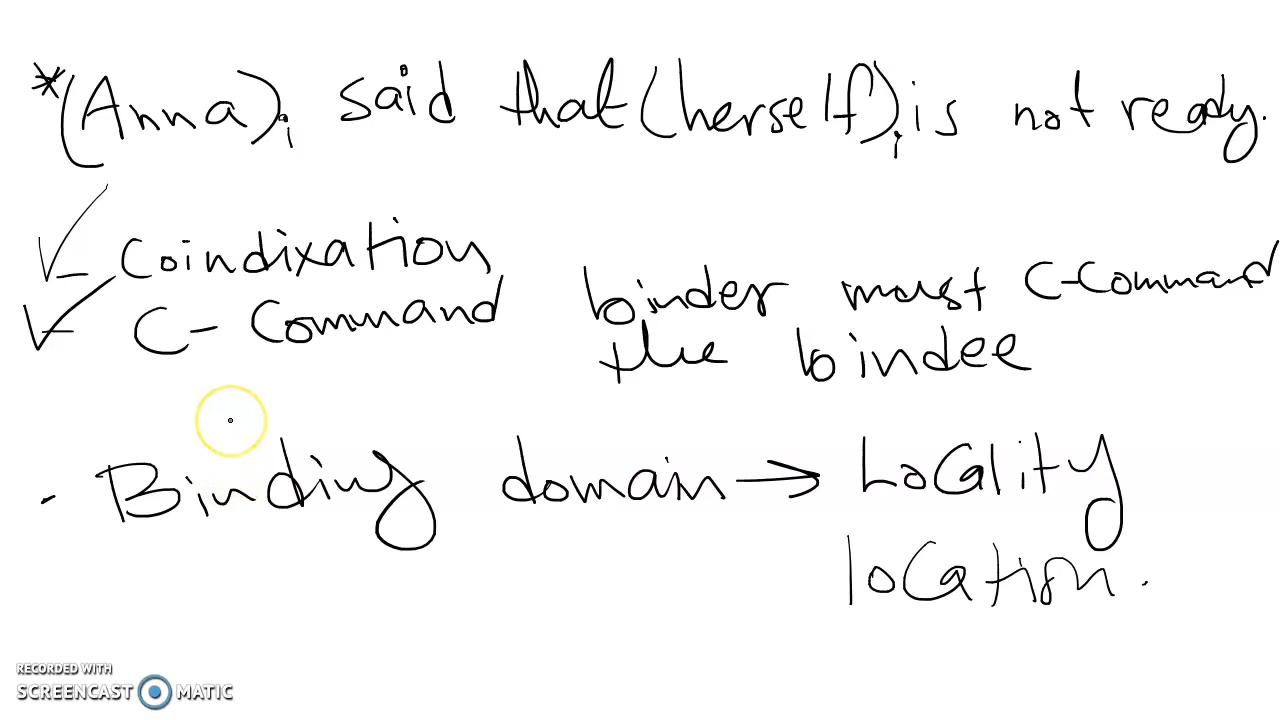 *(Anna)i said that (herself)i is not ready.
- Coindixation
- C-Command binder must C-Command
the bindee
- Binding domain → Locality
location.
RECORDED WITH
SCREENCAST MATIC